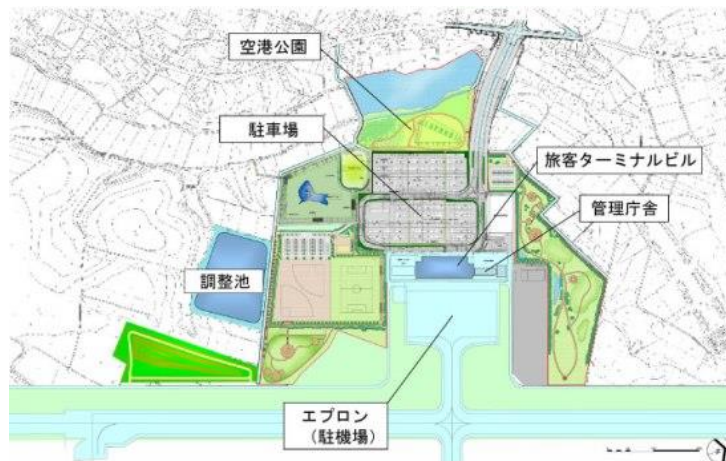 空港公園
駐車場
旅客ターミナルビル
管理庁舎
調整池
エプロン
（駐機場）